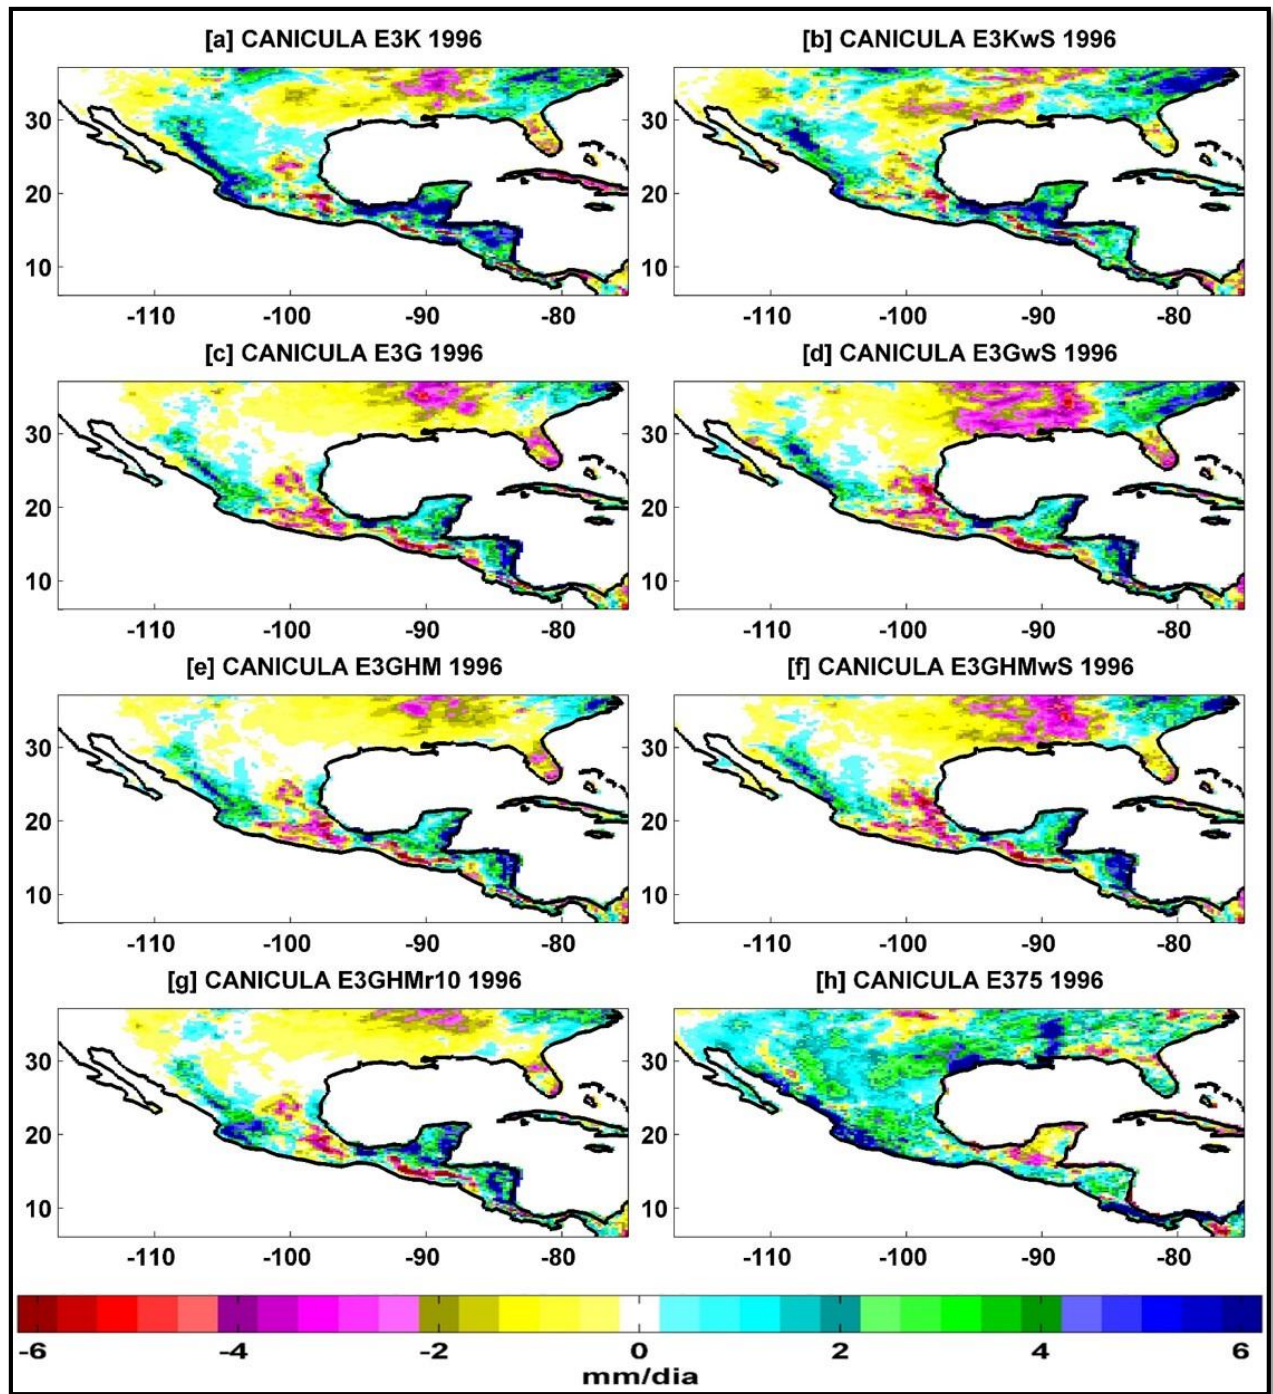 [a] CANICULA E3K 1996 [b] CANICULA E3KwS 1996
30 30
20 20
10 10
-110 -100 -90 -80 -110 -100 -90 -80
[c] CANICULA E3G 1996 [d] CANICULA E3GwS 1996
30 30
20 20
10 10
-110 -100 -90 -80 -110 -100 -90 -80
[e] CANICULA E3GHM 1996 [f] CANICULA E3GHMwS 1996
30 30
20 20
10 10
-110 -100 -90 -80 -110 -100 -90 -80
[g] CANICULA E3GHMr10 1996 [h] CANICULA E375 1996
30 30
20 20
10 10
-110 -100 -90 -80 -110 -100 -90 -80
-6 -4 -2 0 2 4 6
mm/dia